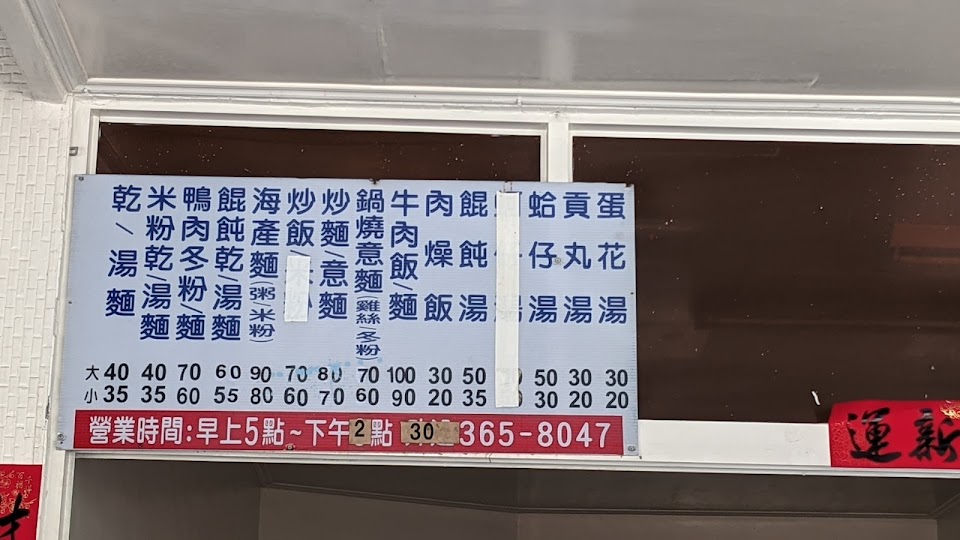 乾/湯麵
米粉乾/湯麵
鴨肉冬粉/麵
餛飩乾湯麵
海產麵(粥/米粉)
炒飯/
炒麵/意麵
鍋燒意麵(雞絲/冬粉)
牛肉飯/麵
肉燥飯
餛飩湯
蛤仔湯
貢丸湯
蛋花湯
大 40 40 70 60 90 70 80 70 100 30 50 50 30 30
小 35 35 60 55 80 60 70 60 90 20 35 30 20 20
營業時間:早上5點~下午2點 30 365-8047
運新